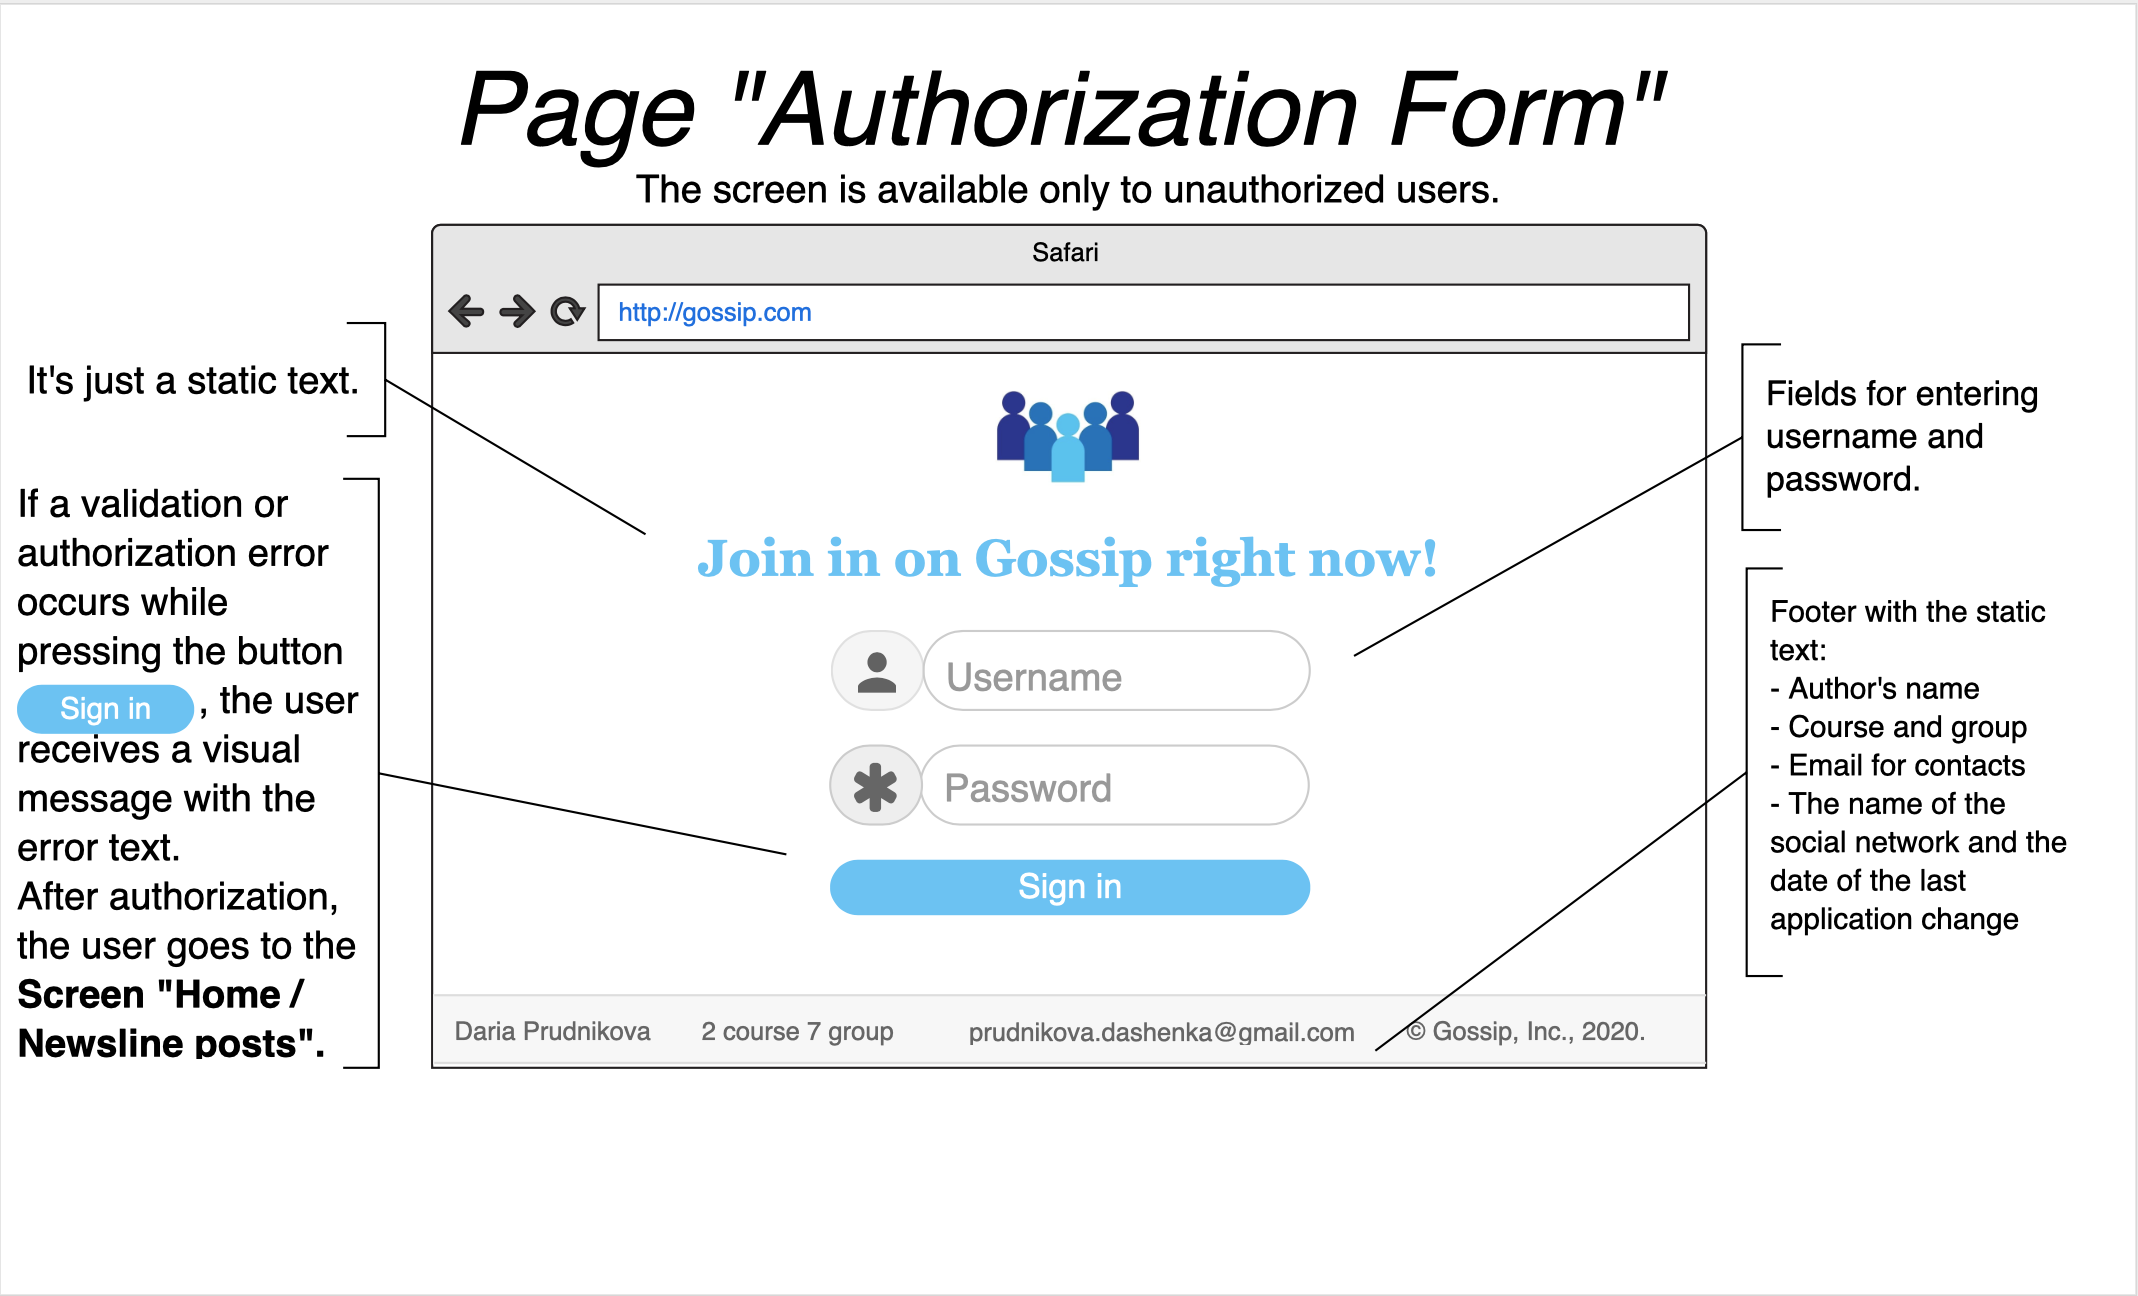 Page "Authorization Form"
The screen is available only to unauthorized users.
Safari
http://gossip.com
It's just a static text.
If a validation or
authorization error
occurs while
pressing the button
Sign in , the user
receives a visual
message with the
error text.
After authorization,
the user goes to the
Screen "Home /
Newsline posts".
Join in on Gossip right now!
Username
Password
Sign in
Fields for entering
username and
password.
Footer with the static
text:
- Author's name
- Course and group
- Email for contacts
- The name of the
social network and the
date of the last
application change
Daria Prudnikova 2 course 7 group prudnikova.dashenka@gmail.com © Gossip, Inc., 2020.